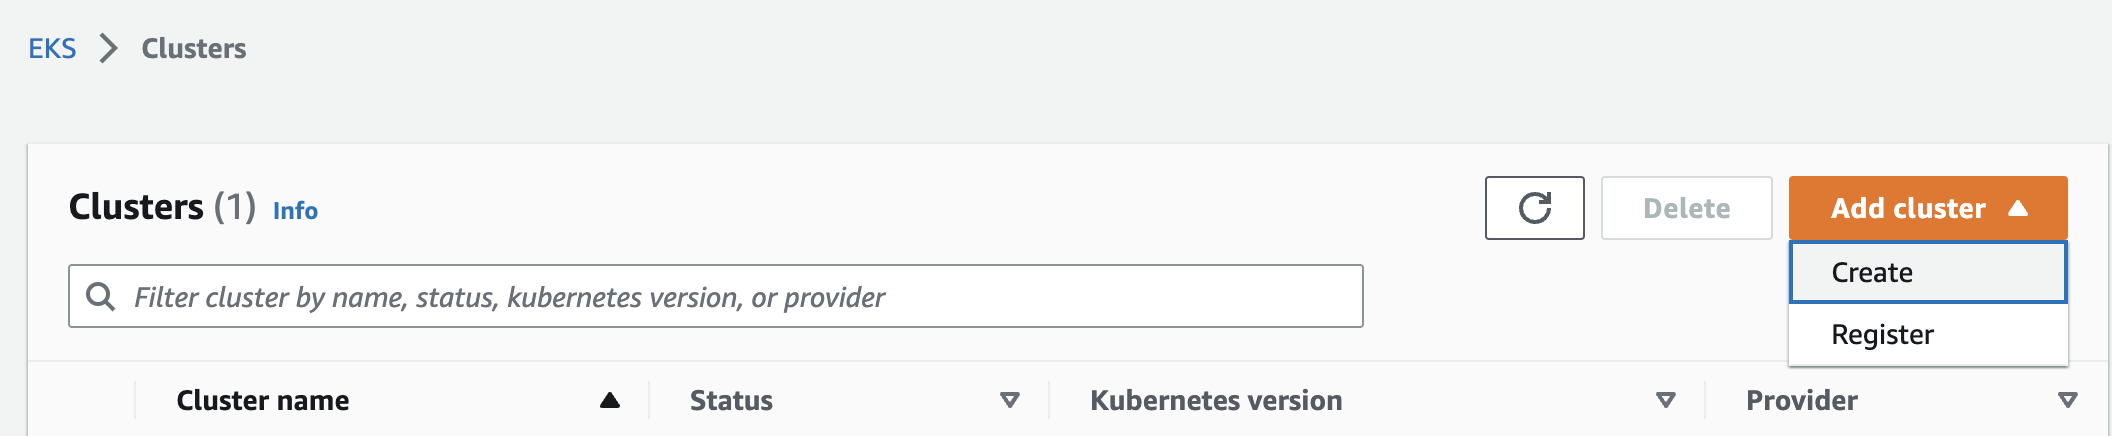 EKS > Clusters
Clusters (1) Info
Delete
Add cluster
Filter cluster by name, status, kubernetes version, or provider
Create
Register
Cluster name
Status
Kubernetes version
Provider